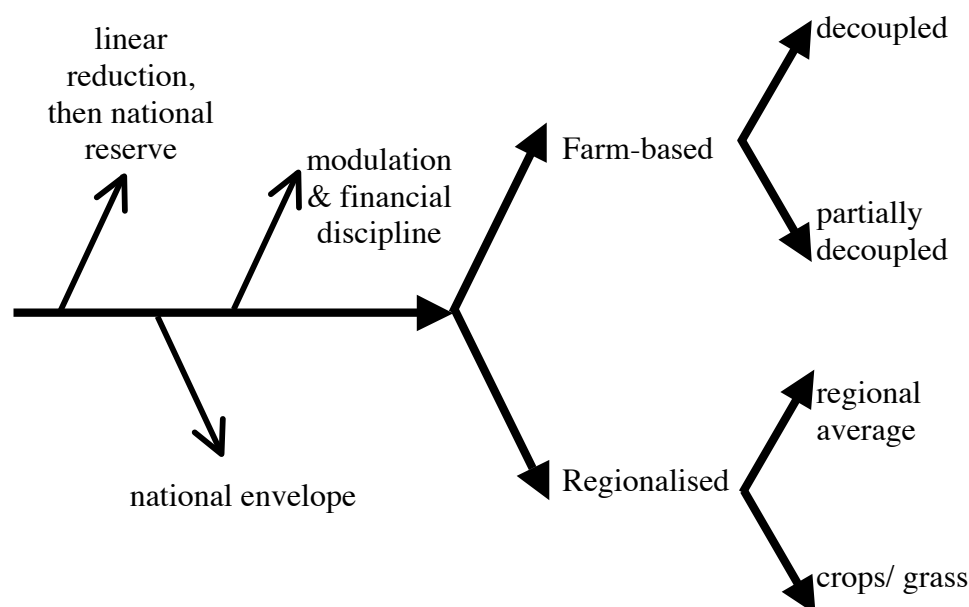 linear
reduction,
then national
reserve
modulation
& financial
discipline
national envelope
Farm-based
decoupled
partially
decoupled
Regionalised
regional
average
crops/ grass